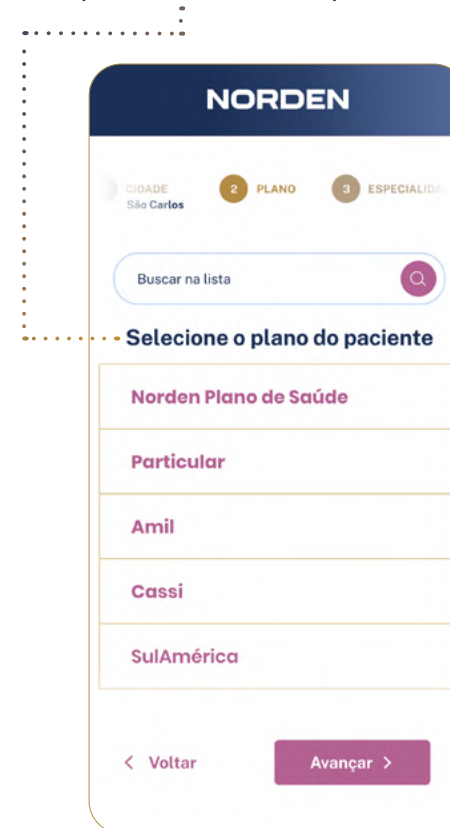 NORDEN
CIDADE
São Carlos
2 PLANO
3 ESPECIALIDA
Buscar na lista
Selecione o plano do paciente
Norden Plano de Saúde
Particular
Amil
Cassi
SulAmérica
< Voltar
Avançar >